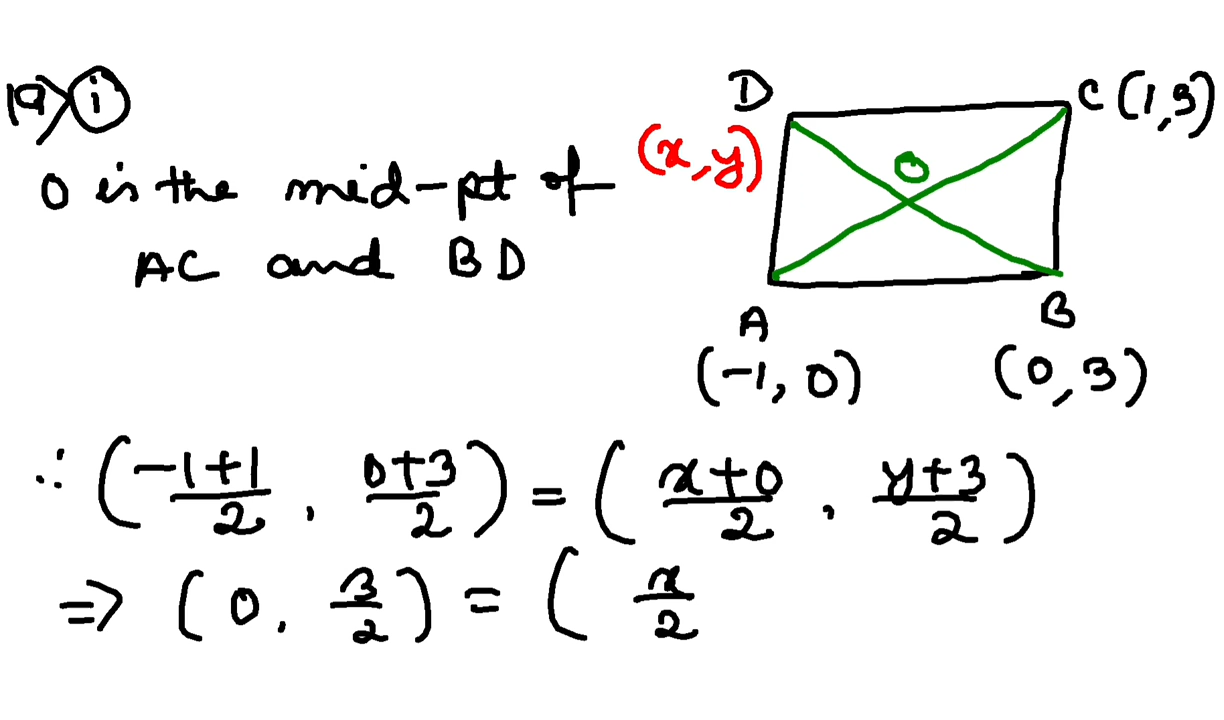 19) i
O is the mid-pt of
AC and BD
D
C (1,3)
(x,y)
O
A
(-1, 0)
B
(0,3)
∴ (-1+1/2, 0+3/2) = (x+0/2, y+3/2)
⇒ (0, 3/2) = (x/2